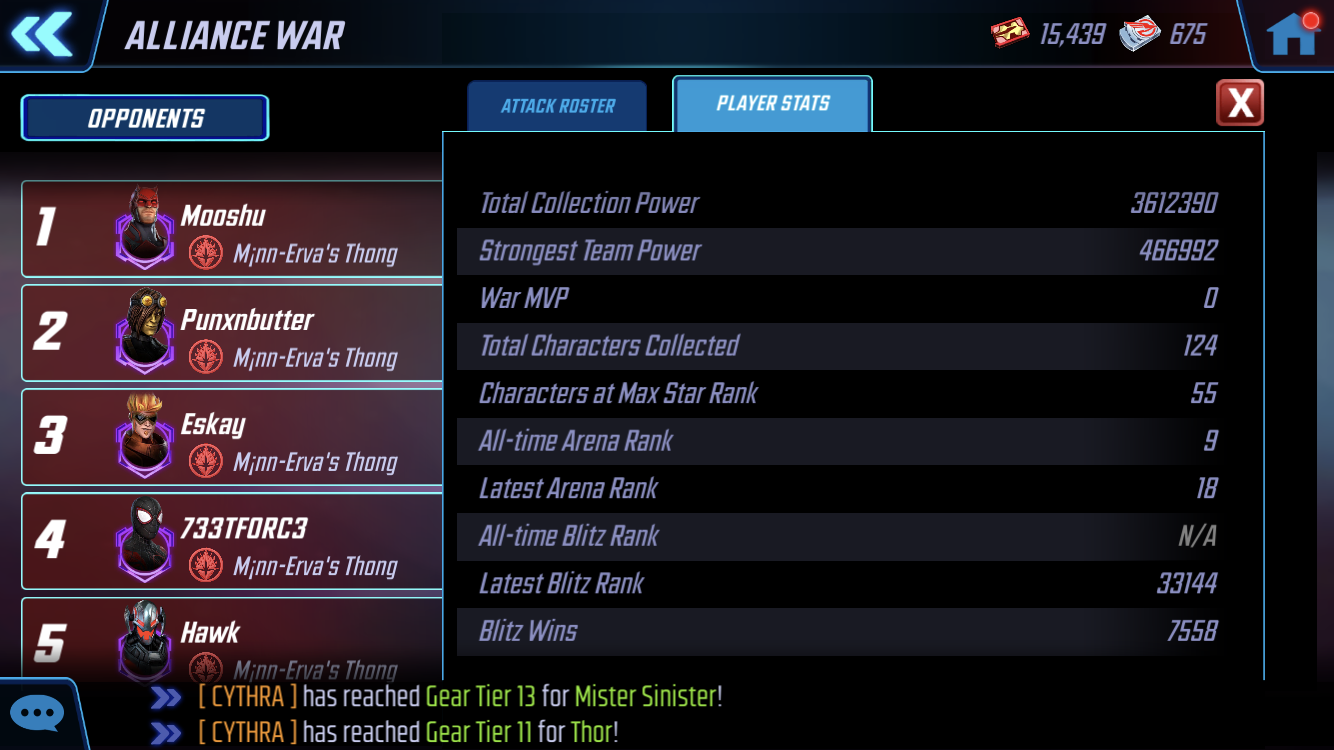 ALLIANCE WAR
15,439
675
OPPONENTS
ATTACK ROSTER
PLAYER STATS
X
1
Mooshu
M¡nn-Erva's Thong
2
Punxnbutter
M¡nn-Erva's Thong
3
Eskay
M¡nn-Erva's Thong
4
733TF0RC3
M¡nn-Erva's Thong
5
Hawk
M¡nn-Erva's Thong
Total Collection Power 3612390
Strongest Team Power 466992
War MVP 0
Total Characters Collected 124
Characters at Max Star Rank 55
All-time Arena Rank 9
Latest Arena Rank 18
All-time Blitz Rank N/A
Latest Blitz Rank 33144
Blitz Wins 7558
[ CYTHRA ] has reached Gear Tier 13 for Mister Sinister!
[ CYTHRA ] has reached Gear Tier 11 for Thor!